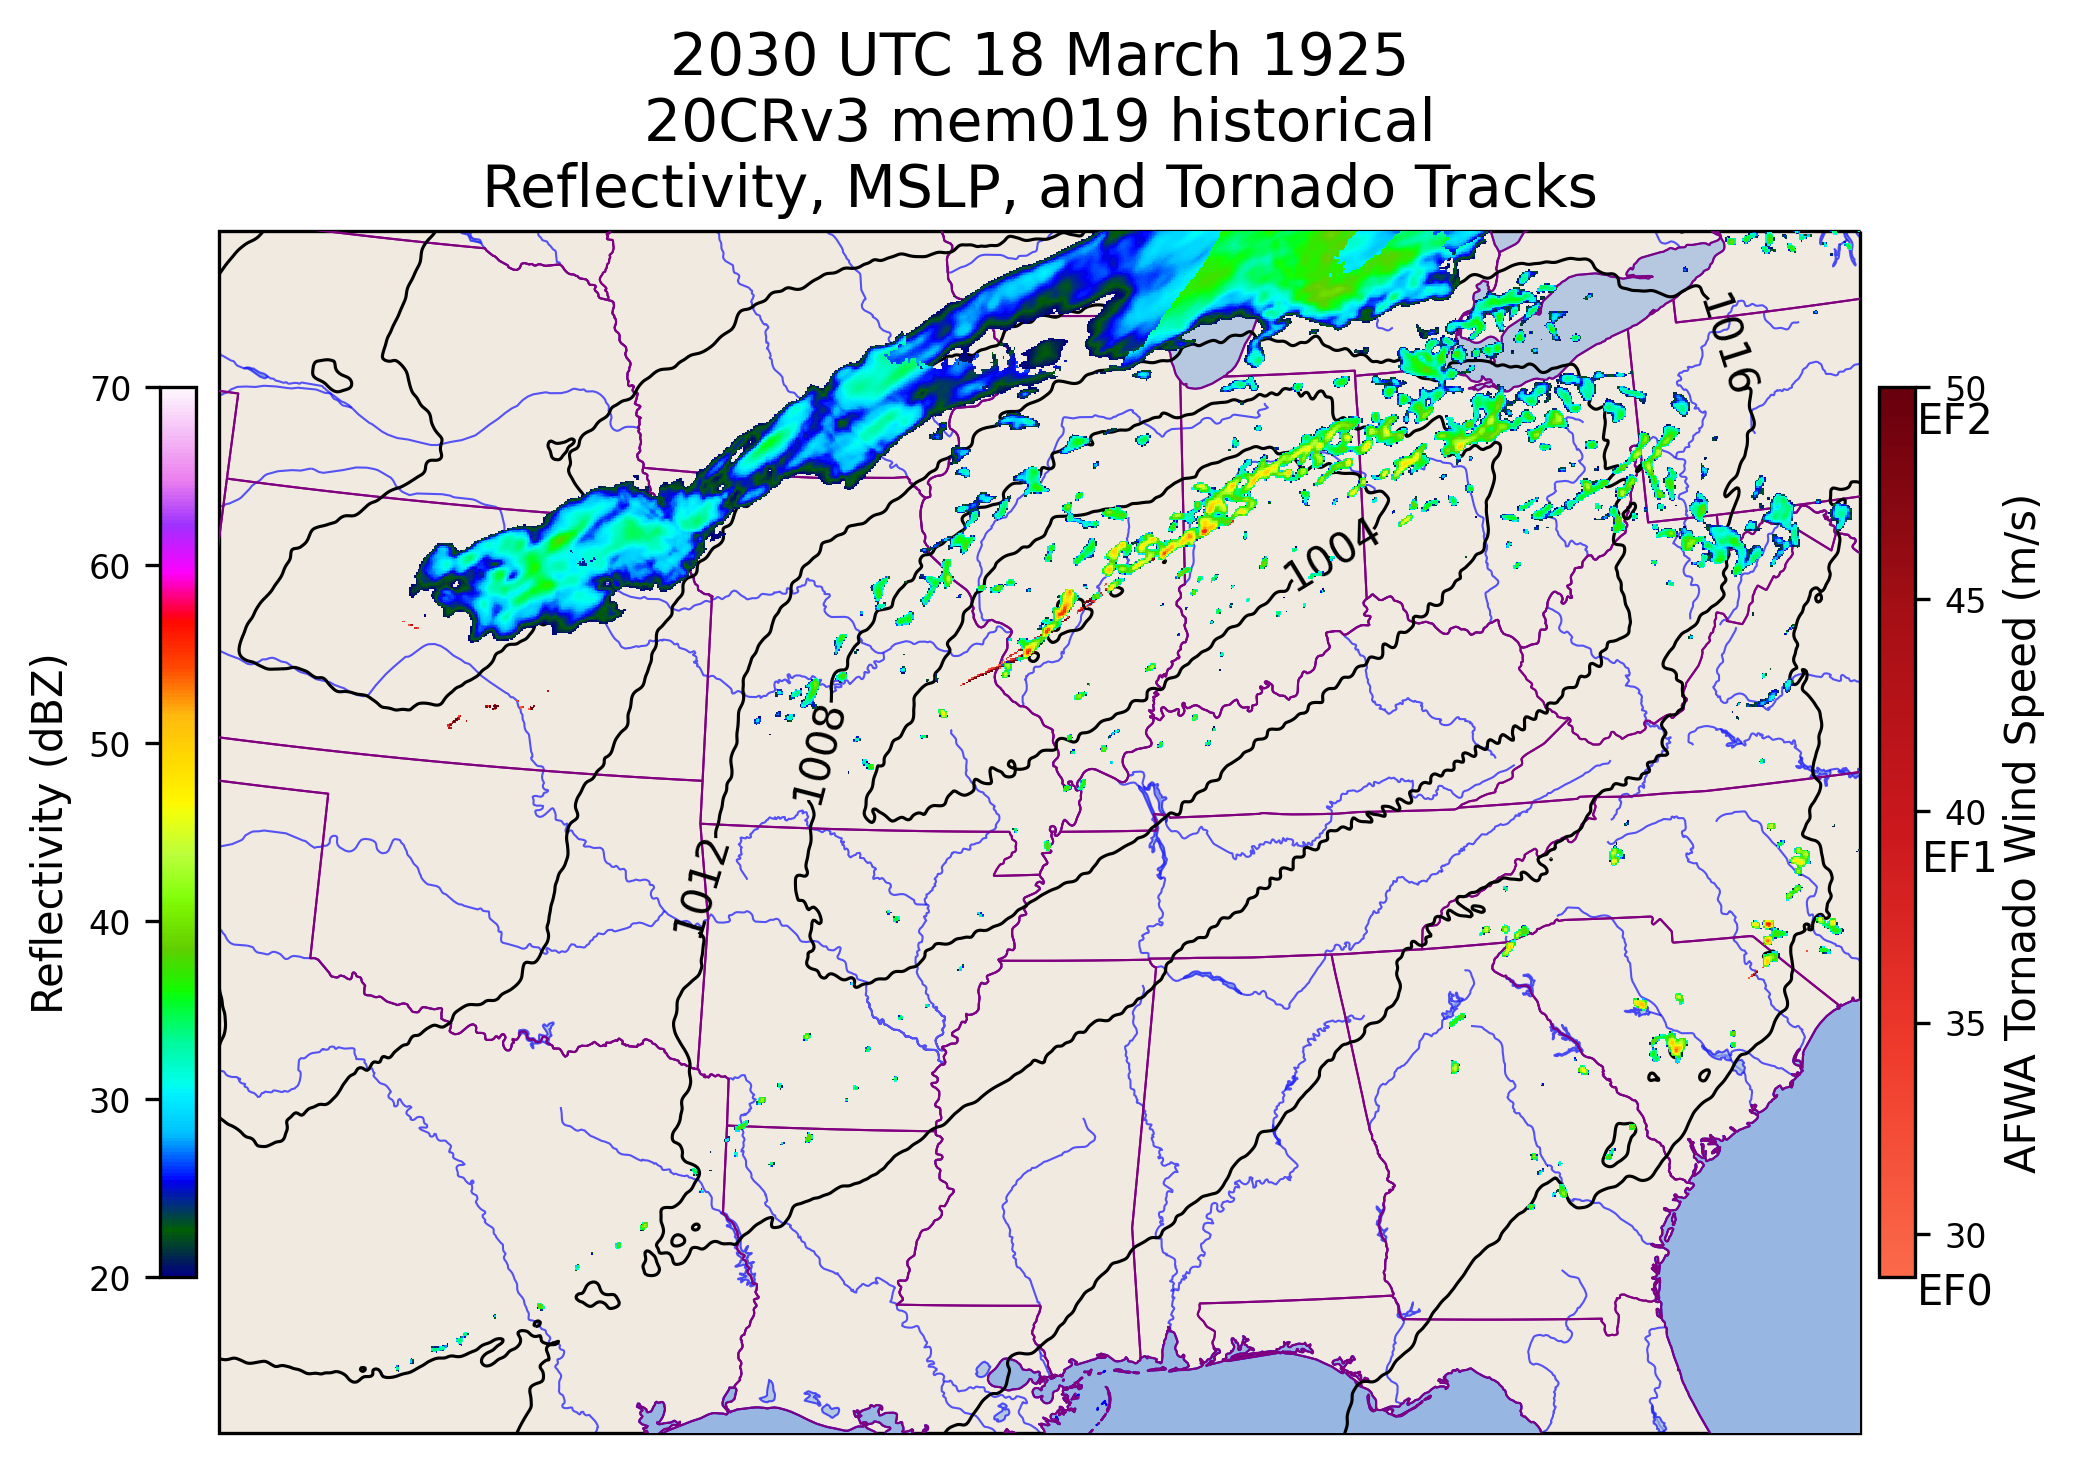 2030 UTC 18 March 1925
20CRv3 mem019 historical
Reflectivity, MSLP, and Tornado Tracks
1016
1004
1008
1012
70
60
50
40
30
20
Reflectivity (dBZ)
50
EF2
45
40
EF1
35
30
EF0
AFWA Tornado Wind Speed (m/s)